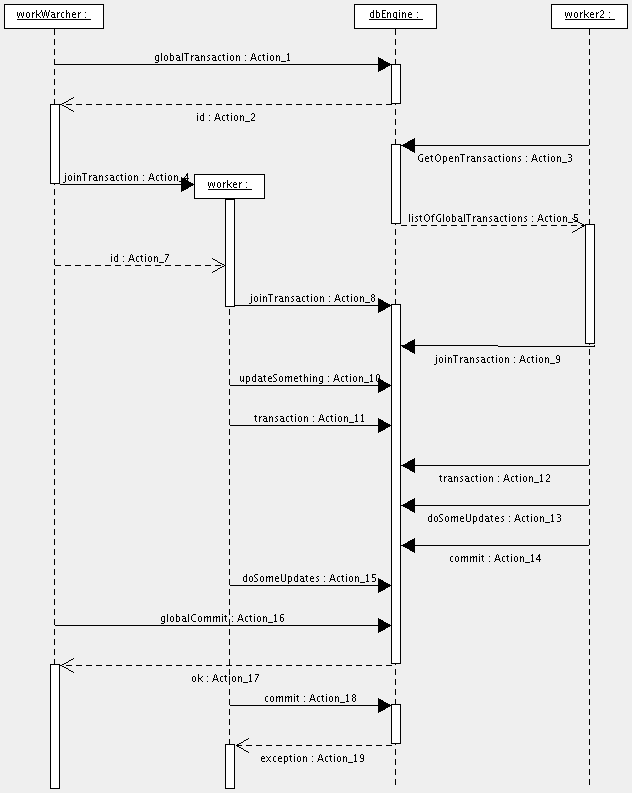 workWarcher :
dbEngine :
worker2 :
globalTransaction : Action_1
id : Action_2
GetOpenTransactions : Action_3
joinTransaction : Action_4
worker :
listOfGlobalTransactions : Action_5
id : Action_7
joinTransaction : Action_8
joinTransaction : Action_9
updateSomething : Action_10
transaction : Action_11
transaction : Action_12
doSomeUpdates : Action_13
commit : Action_14
doSomeUpdates : Action_15
globalCommit : Action_16
ok : Action_17
commit : Action_18
exception : Action_19